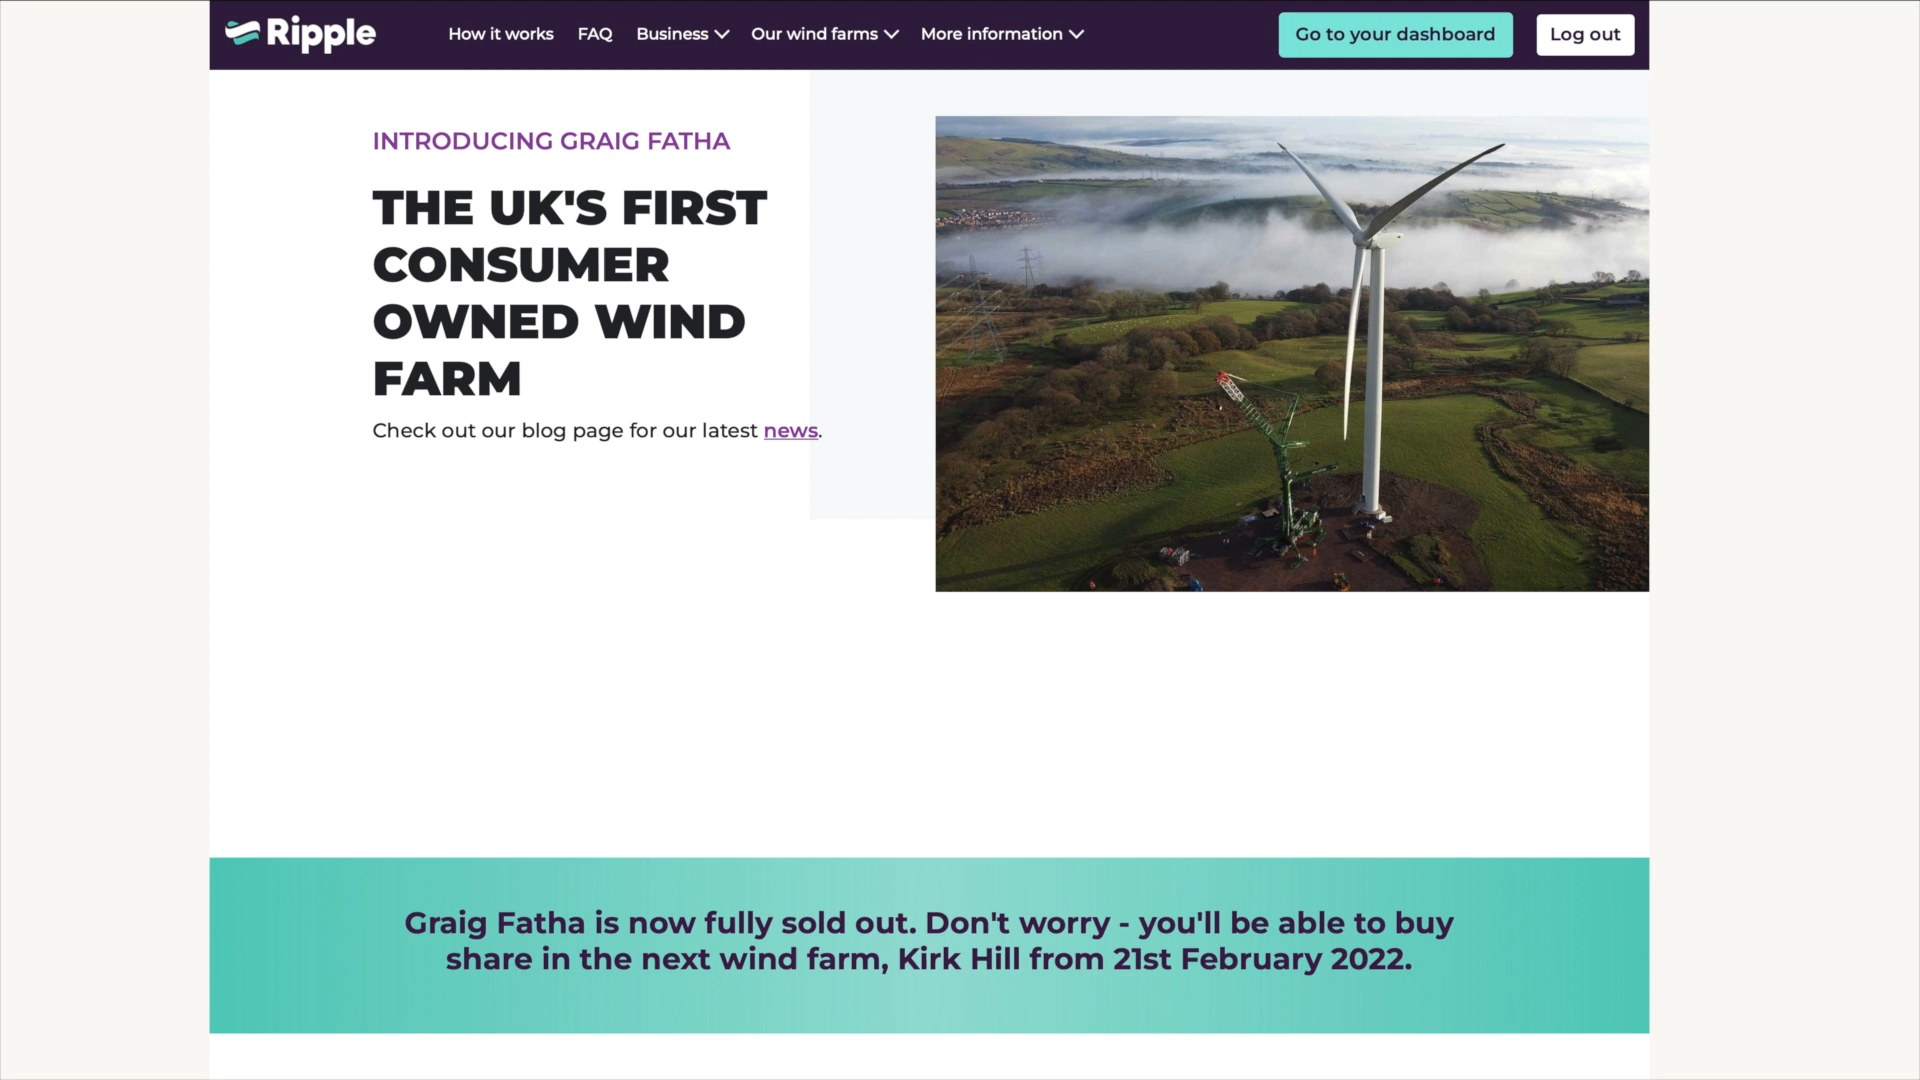 Ripple
How it works
FAQ
Business
Our wind farms
More information
Go to your dashboard
Log out
INTRODUCING GRAIG FATHA
THE UK'S FIRST
CONSUMER
OWNED WIND
FARM
Check out our blog page for our latest news.
Graig Fatha is now fully sold out. Don't worry - you'll be able to buy
share in the next wind farm, Kirk Hill from 21st February 2022.